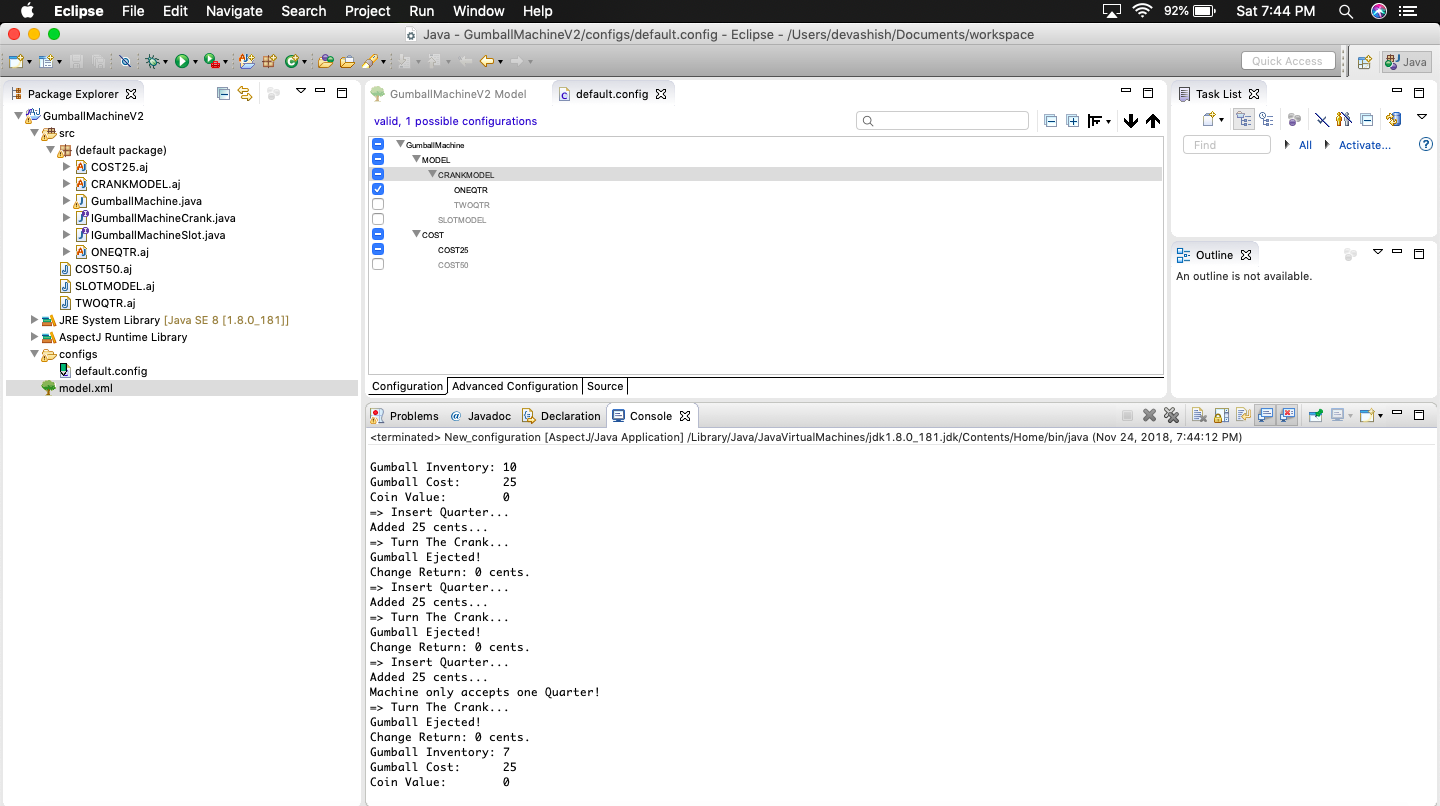 Eclipse File Edit Navigate Search Project Run Window Help 92% Sat 7:44 PM
Java - GumballMachineV2/configs/default.config - Eclipse - /Users/devashish/Documents/workspace
Quick Access Java
Package Explorer
GumballMachineV2
src
(default package)
COST25.aj
CRANKMODEL.aj
GumballMachine.java
IGumballMachineCrank.java
IGumballMachineSlot.java
ONEQTR.aj
COST50.aj
SLOTMODEL.aj
TWOQTR.aj
JRE System Library [Java SE 8 [1.8.0_181]]
AspectJ Runtime Library
configs
default.config
model.xml
GumballMachineV2 Model default.config
valid, 1 possible configurations
GumballMachine
MODEL
CRANKMODEL
ONEQTR
TWOQTR
SLOTMODEL
COST
COST25
COST50
Configuration Advanced Configuration Source
Task List
Find All Activate...
Outline
An outline is not available.
Problems @ Javadoc Declaration Console
<terminated> New_configuration [AspectJ/Java Application] /Library/Java/JavaVirtualMachines/jdk1.8.0_181.jdk/Contents/Home/bin/java (Nov 24, 2018, 7:44:12 PM)
Gumball Inventory: 10
Gumball Cost: 25
Coin Value: 0
=> Insert Quarter...
Added 25 cents...
=> Turn The Crank...
Gumball Ejected!
Change Return: 0 cents.
=> Insert Quarter...
Added 25 cents...
=> Turn The Crank...
Gumball Ejected!
Change Return: 0 cents.
=> Insert Quarter...
Added 25 cents...
Machine only accepts one Quarter!
=> Turn The Crank...
Gumball Ejected!
Change Return: 0 cents.
Gumball Inventory: 7
Gumball Cost: 25
Coin Value: 0